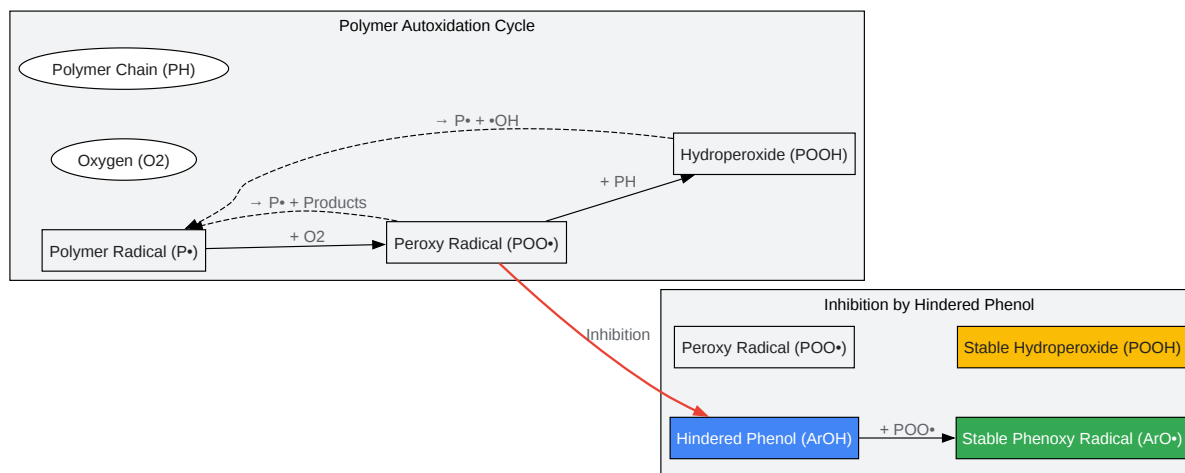 Polymer Autoxidation Cycle
Polymer Chain (PH)
Oxygen (O2)
→ P• + •OH
Hydroperoxide (POOH)
+ PH
→ P• + Products
Polymer Radical (P•)
+ O2
Peroxy Radical (POO•)
Inhibition
Inhibition by Hindered Phenol
Peroxy Radical (POO•)
Stable Hydroperoxide (POOH)
Hindered Phenol (ArOH)
+ POO•
Stable Phenoxy Radical (ArO•)